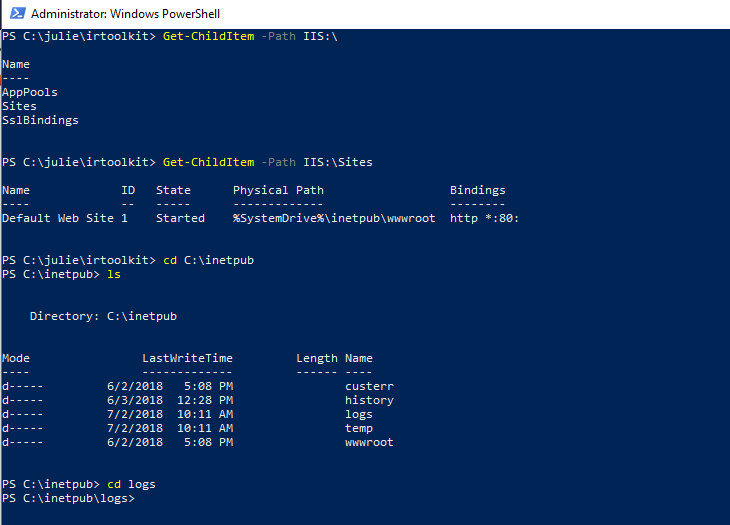 Administrator: Windows PowerShell
PS C:\julie\irtoolkit> Get-ChildItem -Path IIS:\
Name
----
AppPools
Sites
SslBindings
PS C:\julie\irtoolkit> Get-ChildItem -Path IIS:\Sites
Name             ID   State      Physical Path                  Bindings
----             --   -----      -------------                  --------
Default Web Site 1    Started    %SystemDrive%\inetpub\wwwroot  http *:80:
PS C:\julie\irtoolkit> cd C:\inetpub
PS C:\inetpub> ls
    Directory: C:\inetpub
Mode                LastWriteTime         Length Name
----                -------------         ------ ----
d-----         6/2/2018   5:08 PM                custerr
d-----         6/3/2018  12:28 PM                history
d-----         7/2/2018  10:11 AM                logs
d-----         7/2/2018  10:11 AM                temp
d-----         6/2/2018   5:08 PM                wwwroot
PS C:\inetpub> cd logs
PS C:\inetpub\logs>